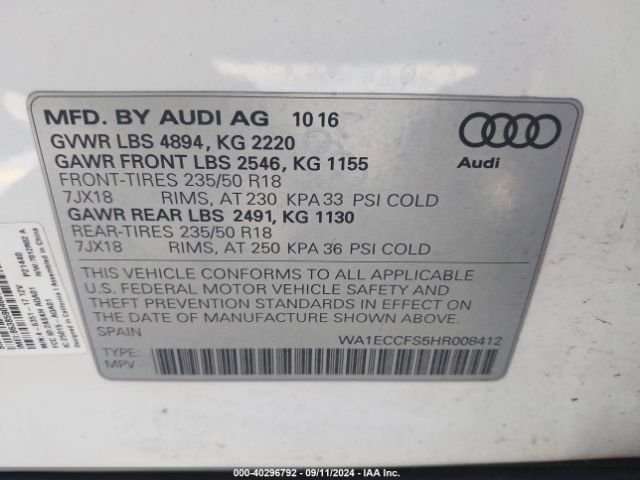 MFD. BY AUDI AG 10 16
GVWR LBS 4894, KG 2220
GAWR FRONT LBS 2546, KG 1155
FRONT-TIRES 235/50 R18
7JX18 RIMS, AT 230 KPA 33 PSI COLD
GAWR REAR LBS 2491, KG 1130
REAR-TIRES 235/50 R18
7JX18 RIMS, AT 250 KPA 36 PSI COLD
Audi
THIS VEHICLE CONFORMS TO ALL APPLICABLE
U.S. FEDERAL MOTOR VEHICLE SAFETY AND
THEFT PREVENTION STANDARDS IN EFFECT ON
THE DATE OF MANUFACTURE SHOWN ABOVE.
SPAIN
WA1ECCFS5HR008412
TYPE:
MPV
17 12V P21440
000-40296792 - 09/11/2024 - IAA Inc.